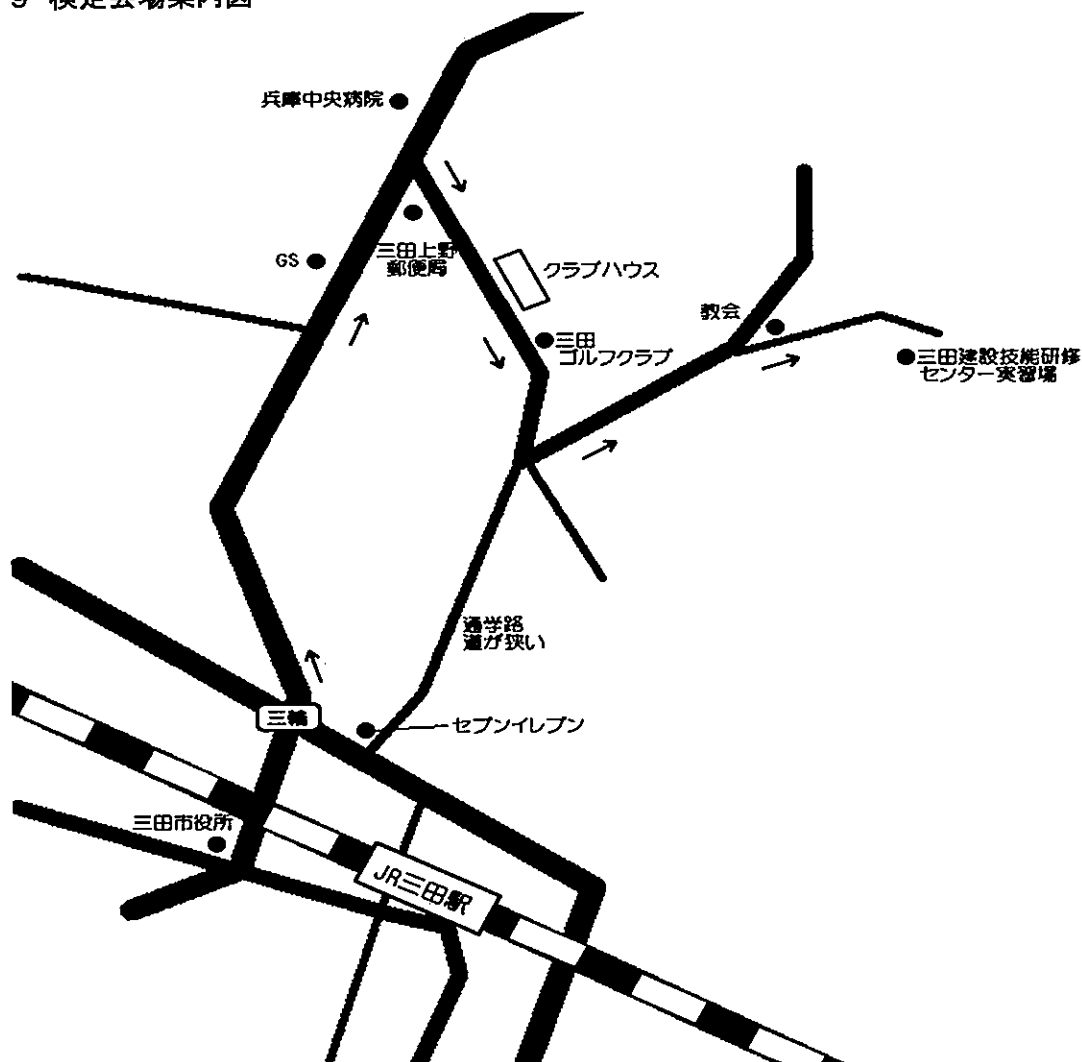 9 検定会場案内図
兵庫中央病院
三田上野
郵便局
GS
クラブハウス
三田
ゴルフクラブ
教会
三田建設技能研修
センター実習場
通学路
道が狭い
三輪
セブンイレブン
三田市役所
JR三田駅